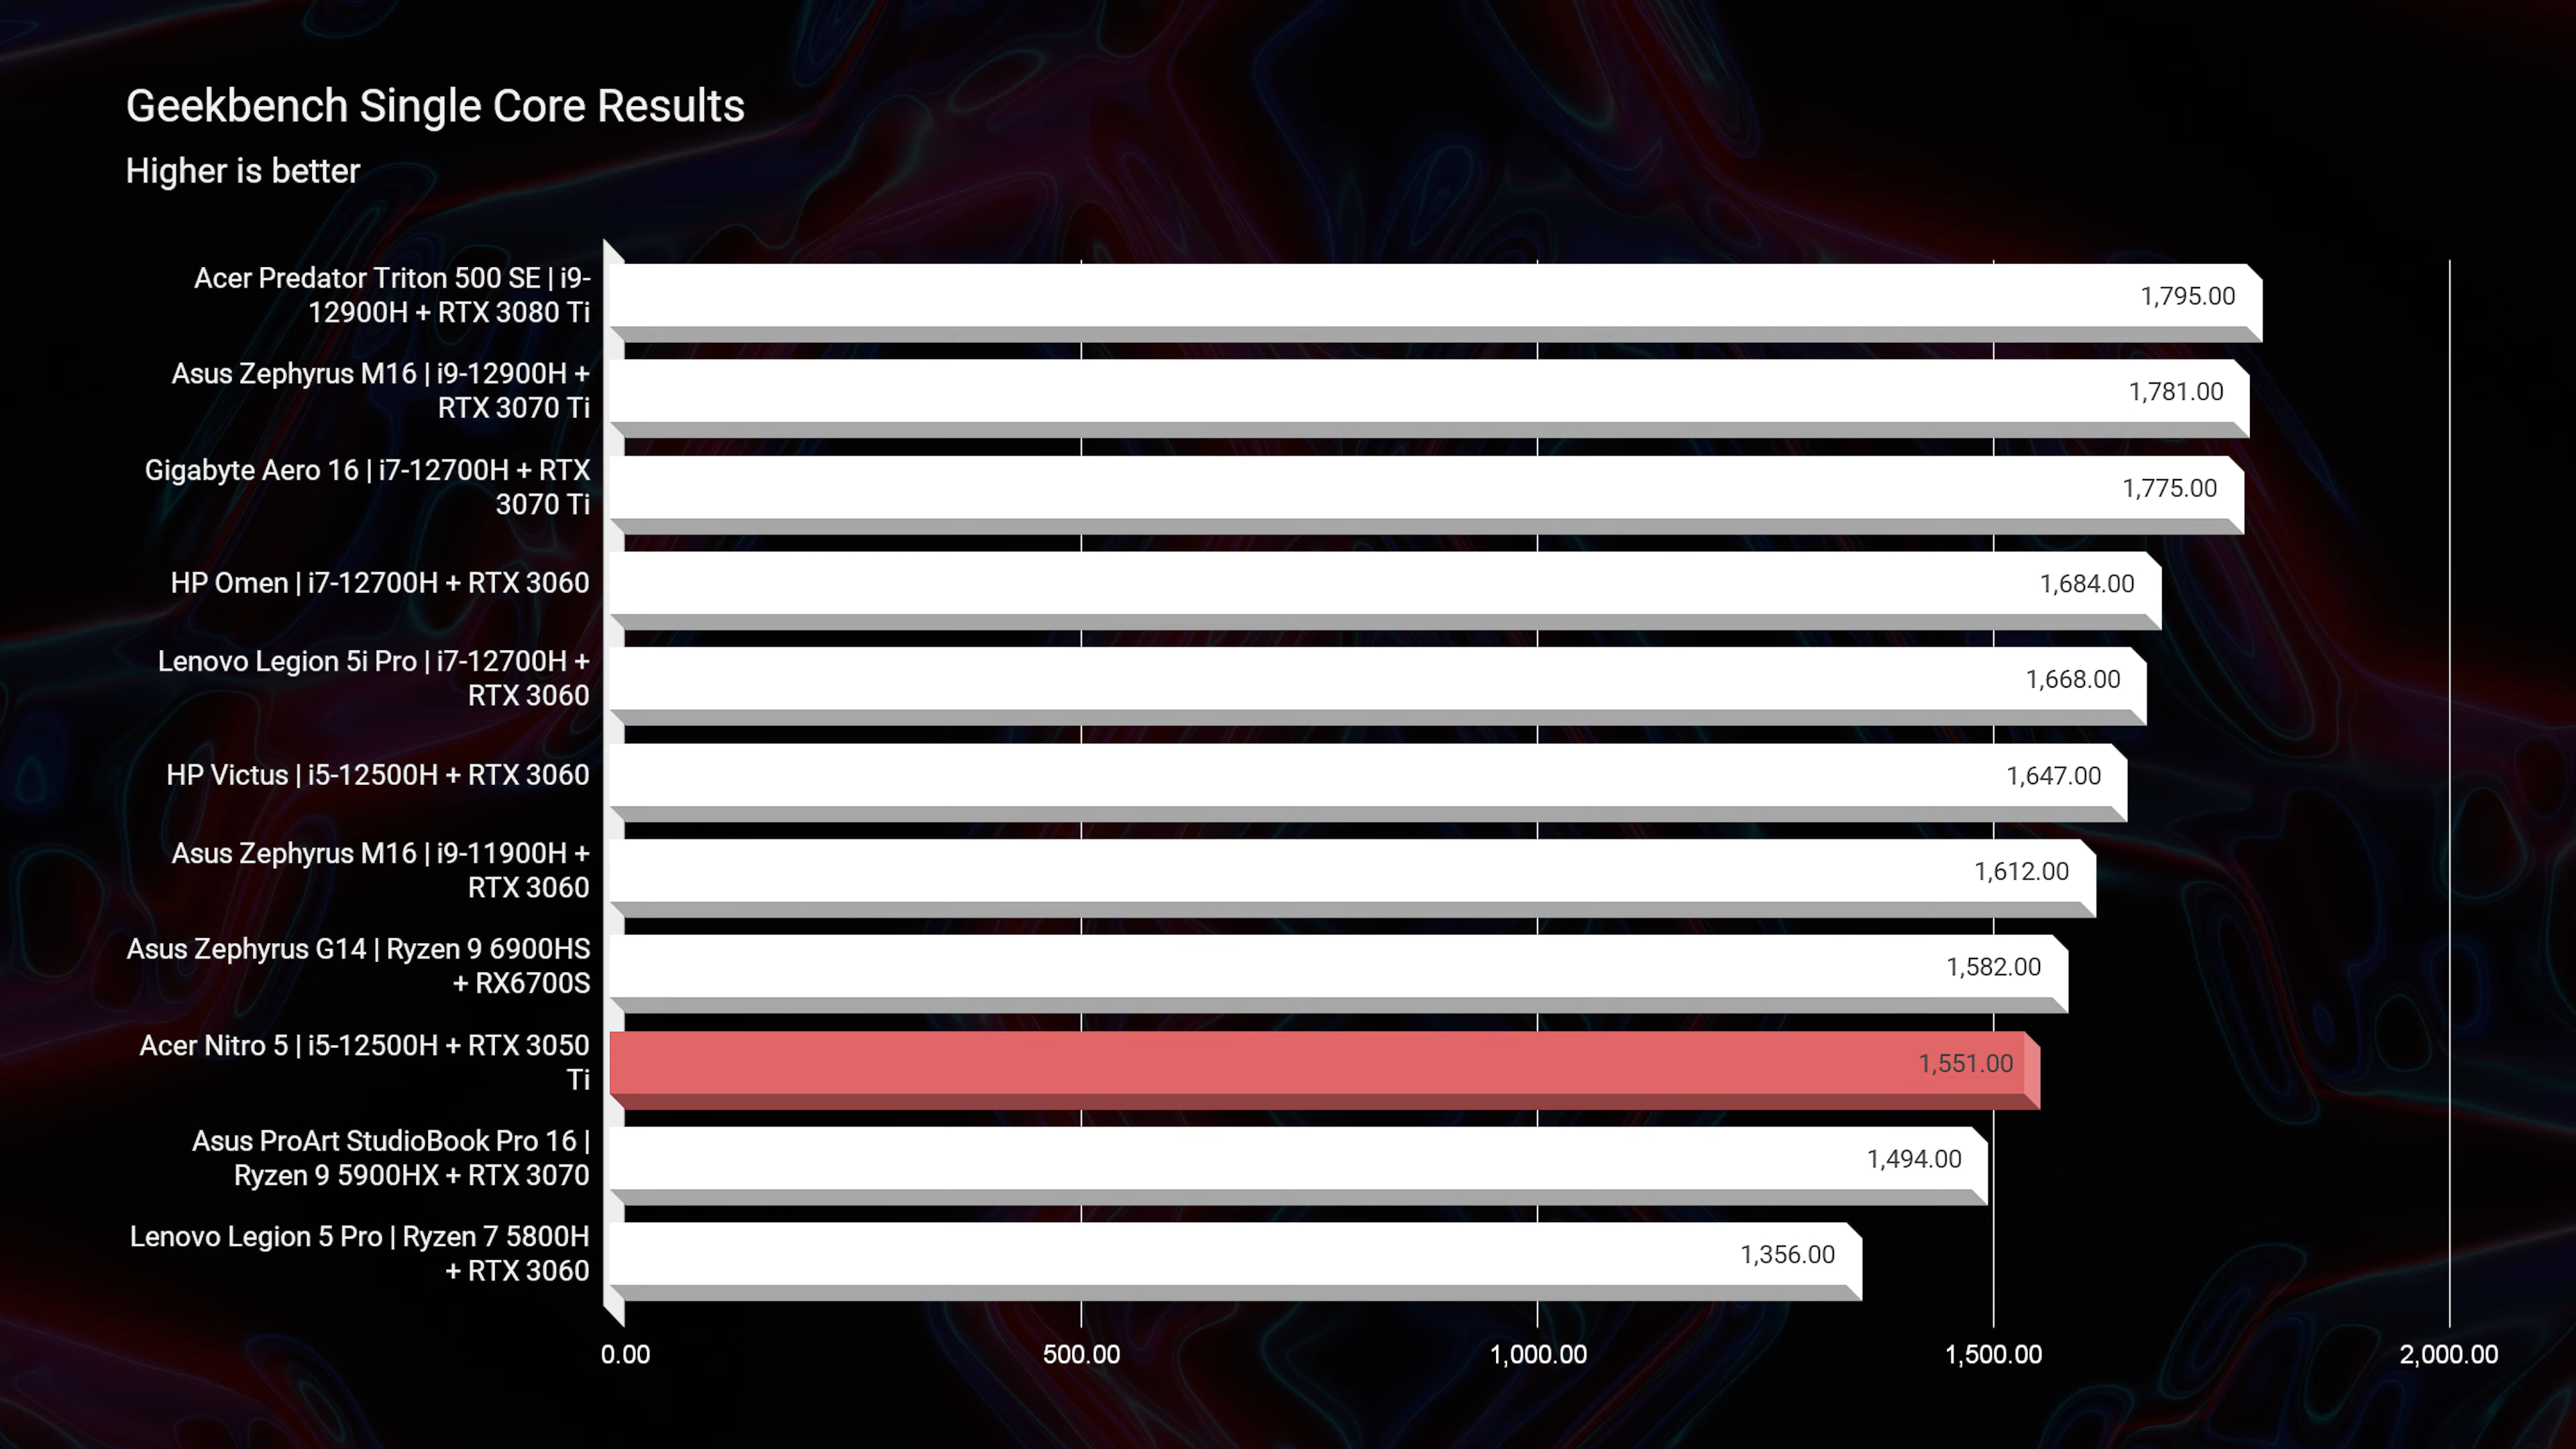 Geekbench Single Core Results
Higher is better
Acer Predator Triton 500 SE | i9-
12900H + RTX 3080 Ti
1,795.00
Asus Zephyrus M16 | i9-12900H +
RTX 3070 Ti
1,781.00
Gigabyte Aero 16 | i7-12700H + RTX
3070 Ti
1,775.00
HP Omen | i7-12700H + RTX 3060
1,684.00
Lenovo Legion 5i Pro | i7-12700H +
RTX 3060
1,668.00
HP Victus | i5-12500H + RTX 3060
1,647.00
Asus Zephyrus M16 | i9-11900H +
RTX 3060
1,612.00
Asus Zephyrus G14 | Ryzen 9 6900HS
+ RX6700S
1,582.00
Acer Nitro 5 | i5-12500H + RTX 3050
Ti
1,551.00
Asus ProArt StudioBook Pro 16 |
Ryzen 9 5900HX + RTX 3070
1,494.00
Lenovo Legion 5 Pro | Ryzen 7 5800H
+ RTX 3060
1,356.00
0.00 500.00 1,000.00 1,500.00 2,000.00